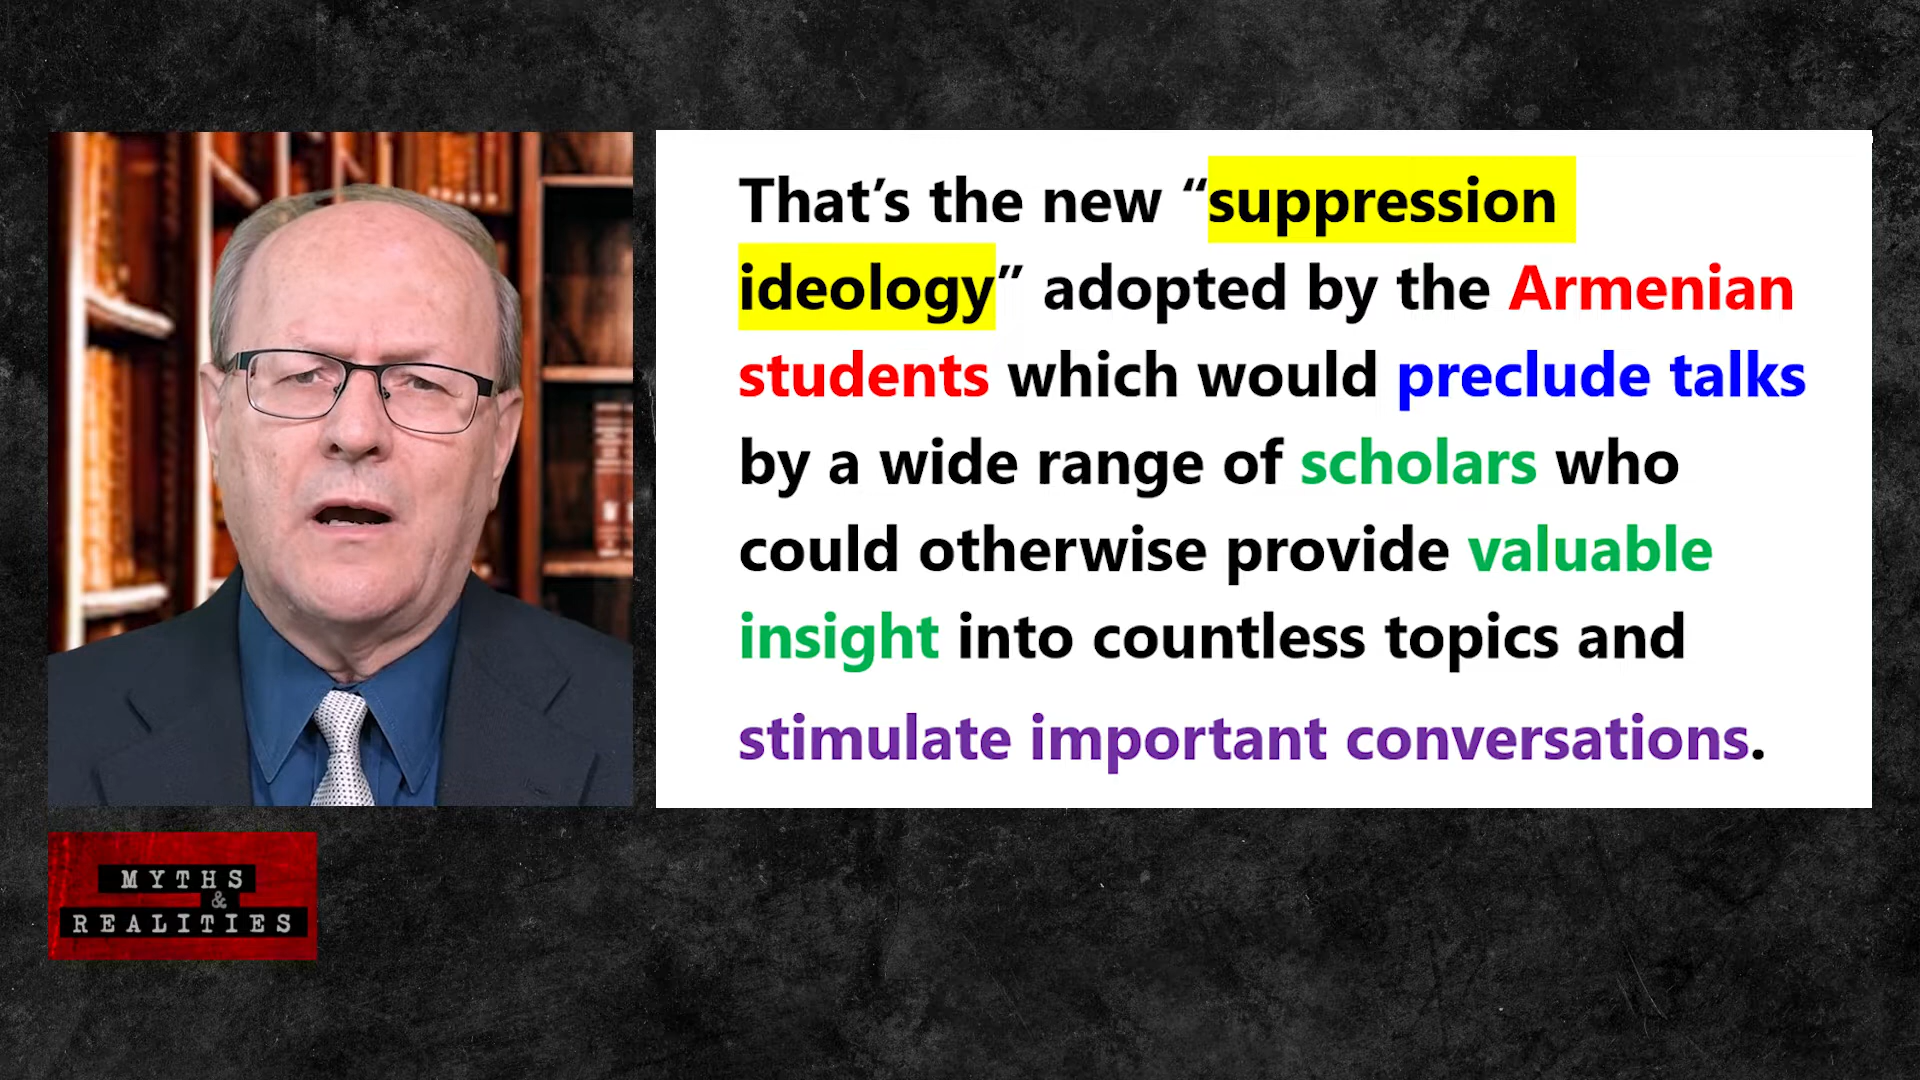 That’s the new “suppression
ideology” adopted by the Armenian
students which would preclude talks
by a wide range of scholars who
could otherwise provide valuable
insight into countless topics and
stimulate important conversations.
MYTHS
&
REALITIES